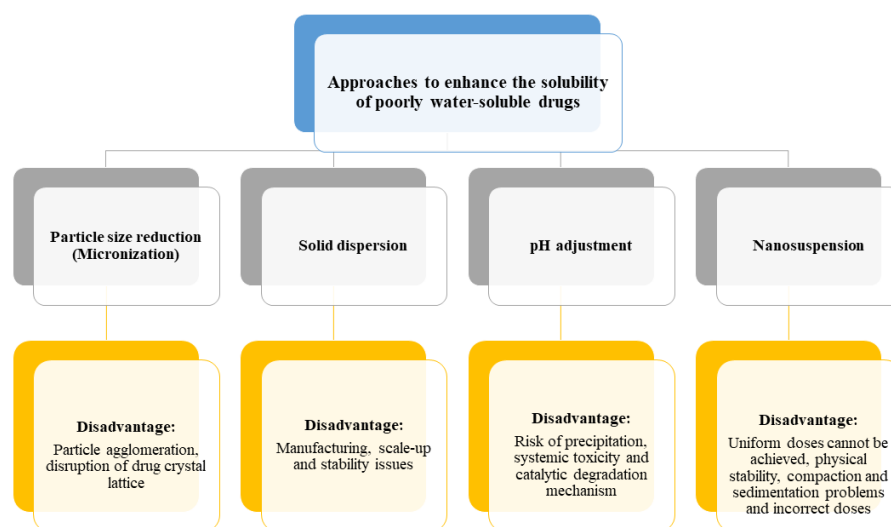 Approaches to enhance the solubility
of poorly water-soluble drugs
Particle size reduction
(Micronization)
Solid dispersion
pH adjustment
Nanosuspension
Disadvantage:
Particle agglomeration,
disruption of drug crystal
lattice
Disadvantage:
Manufacturing, scale-up
and stability issues
Disadvantage:
Risk of precipitation,
systemic toxicity and
catalytic degradation
mechanism
Disadvantage:
Uniform doses cannot be
achieved, physical
stability, compaction and
sedimentation problems
and incorrect doses